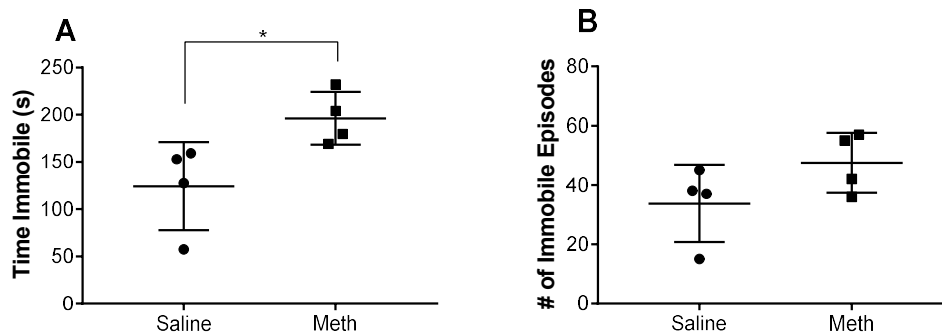 A
*
Time Immobile (s)
250
200
150
100
50
0
Saline Meth
B
# of Immobile Episodes
80
60
40
20
0
Saline Meth